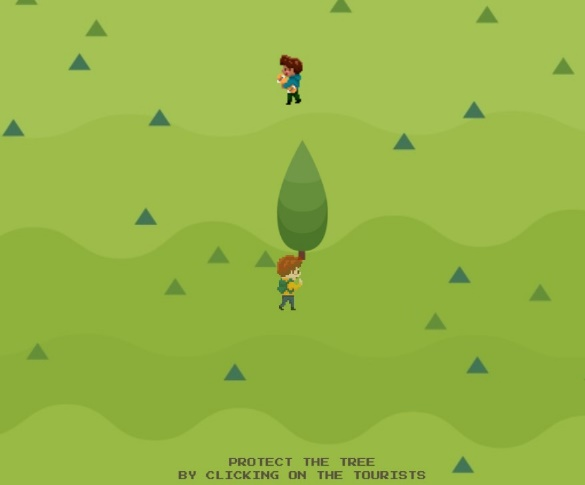 PROTECT THE TREE
BY CLICKING ON THE TOURISTS